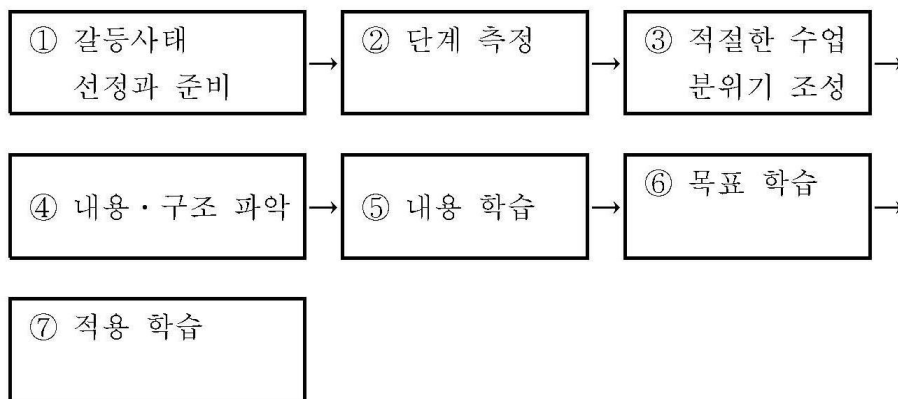 ① 갈등사태
선정과 준비
→
② 단계 측정
→
③ 적절한 수업
분위기 조성
→
④ 내용·구조 파악
→
⑤ 내용 학습
→
⑥ 목표 학습
→
⑦ 적용 학습